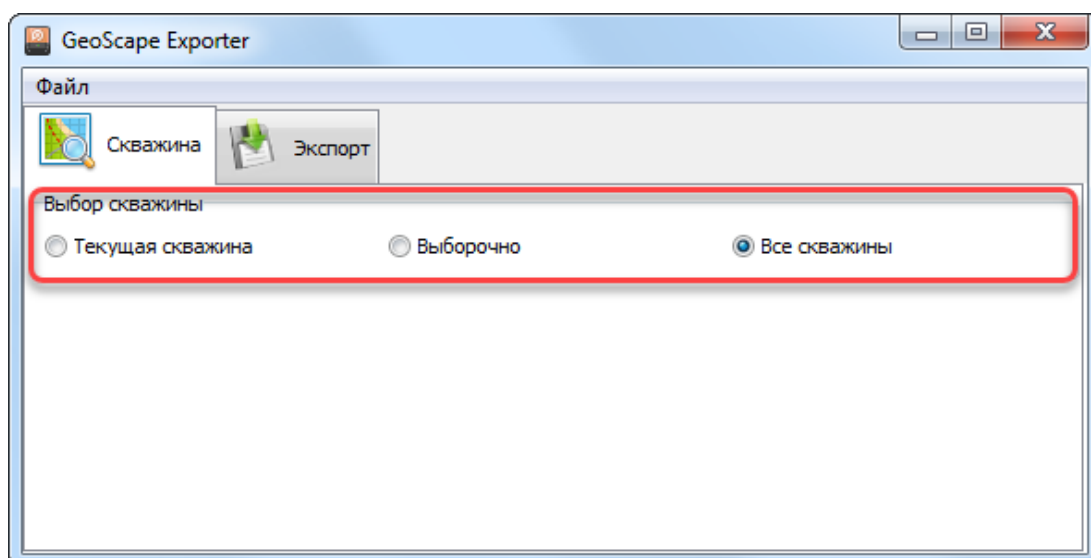 GeoScape Exporter
Файл
Скважина Экспорт
Выбор скважины
Текущая скважина Выборочно Все скважины